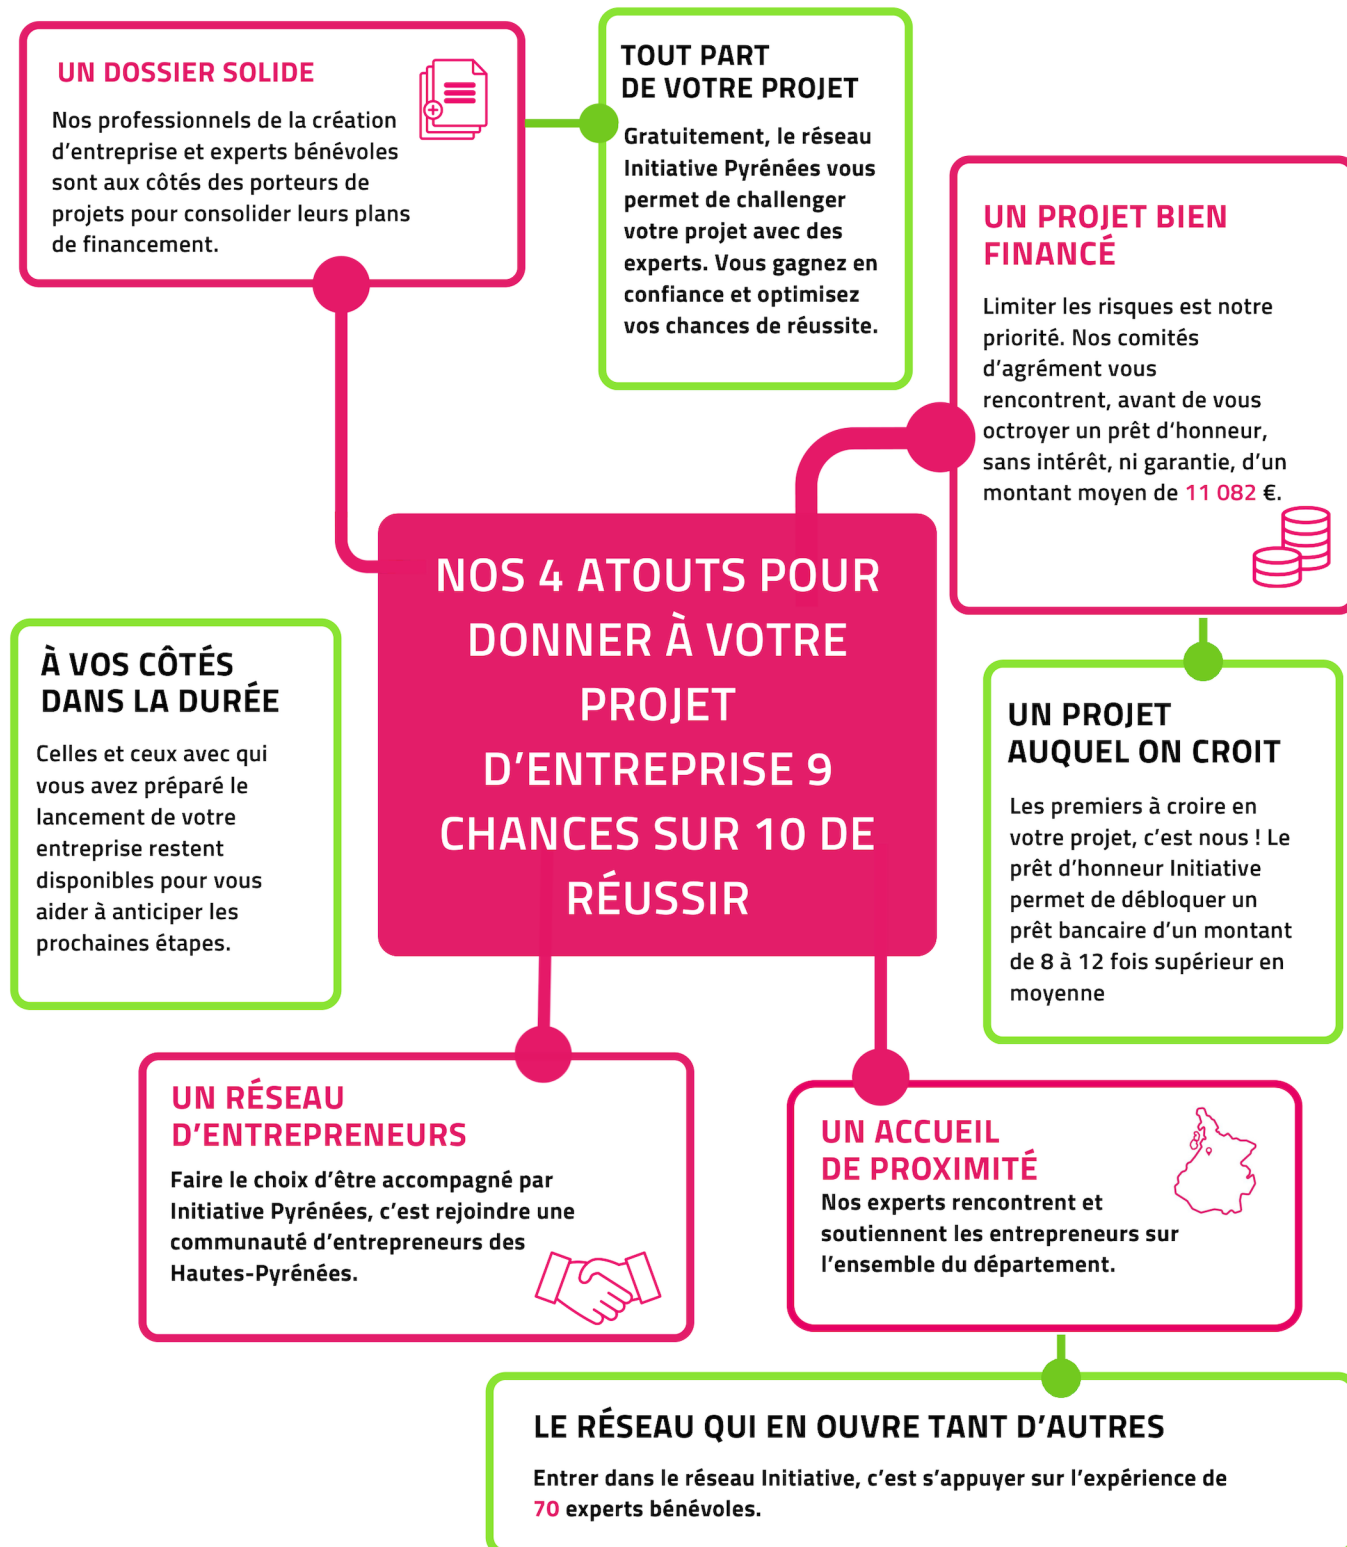 UN DOSSIER SOLIDE
Nos professionnels de la création
d'entreprise et experts bénévoles
sont aux côtés des porteurs de
projets pour consolider leurs plans
de financement.
TOUT PART
DE VOTRE PROJET
Gratuitement, le réseau
Initiative Pyrénées vous
permet de challenger
votre projet avec des
experts. Vous gagnez en
confiance et optimisez
vos chances de réussite.
UN PROJET BIEN
FINANCÉ
Limiter les risques est notre
priorité. Nos comités
d'agrément vous
rencontrent, avant de vous
octroyer un prêt d'honneur,
sans intérêt, ni garantie, d'un
montant moyen de 11 082 €.
NOS 4 ATOUTS POUR
DONNER À VOTRE
PROJET
D'ENTREPRISE 9
CHANCES SUR 10 DE
RÉUSSIR
À VOS CÔTÉS
DANS LA DURÉE
Celles et ceux avec qui
vous avez préparé le
lancement de votre
entreprise restent
disponibles pour vous
aider à anticiper les
prochaines étapes.
UN PROJET
AUQUEL ON CROIT
Les premiers à croire en
votre projet, c'est nous ! Le
prêt d'honneur Initiative
permet de débloquer un
prêt bancaire d'un montant
de 8 à 12 fois supérieur en
moyenne
UN RÉSEAU
D'ENTREPRENEURS
Faire le choix d'être accompagné par
Initiative Pyrénées, c'est rejoindre une
communauté d'entrepreneurs des
Hautes-Pyrénées.
UN ACCUEIL
DE PROXIMITÉ
Nos experts rencontrent et
soutiennent les entrepreneurs sur
l'ensemble du département.
LE RÉSEAU QUI EN OUVRE TANT D'AUTRES
Entrer dans le réseau Initiative, c'est s'appuyer sur l'expérience de
70 experts bénévoles.